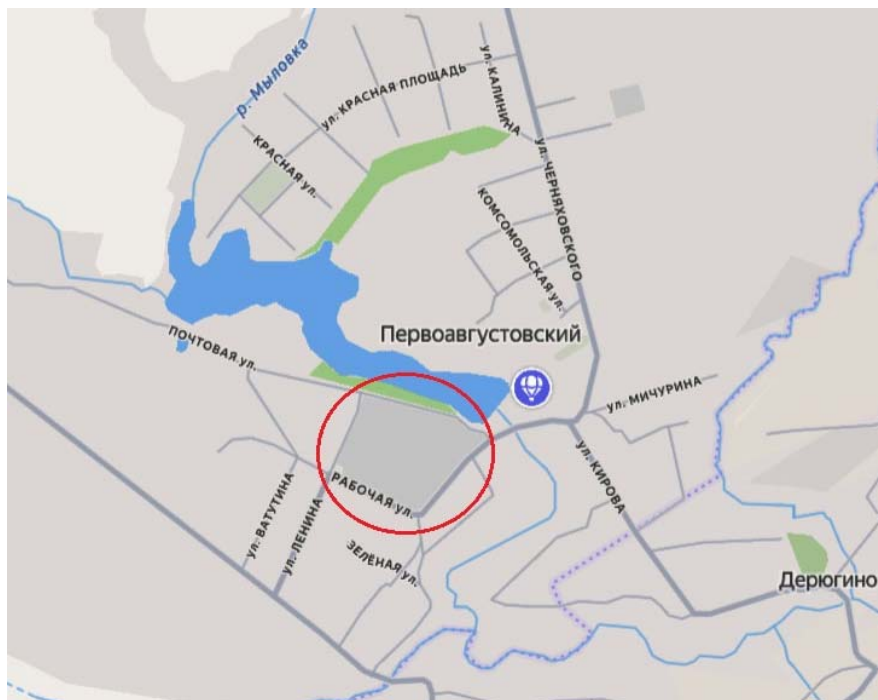 р. Мыловка
ул. КРАСНАЯ ПЛОЩАДЬ
ул. КАЛИНИНА
КРАСНАЯ ул.
ул. ЧЕРНЯХОВСКОГО
КОМСОМОЛЬСКАЯ ул.
Первоавгустовский
ПОЧТОВАЯ ул.
ул. МИЧУРИНА
ул. КИРОВА
РАБОЧАЯ ул.
ул. ВАТУТИНА
ул. ЛЕНИНА
ЗЕЛЁНАЯ ул.
Дерюгино